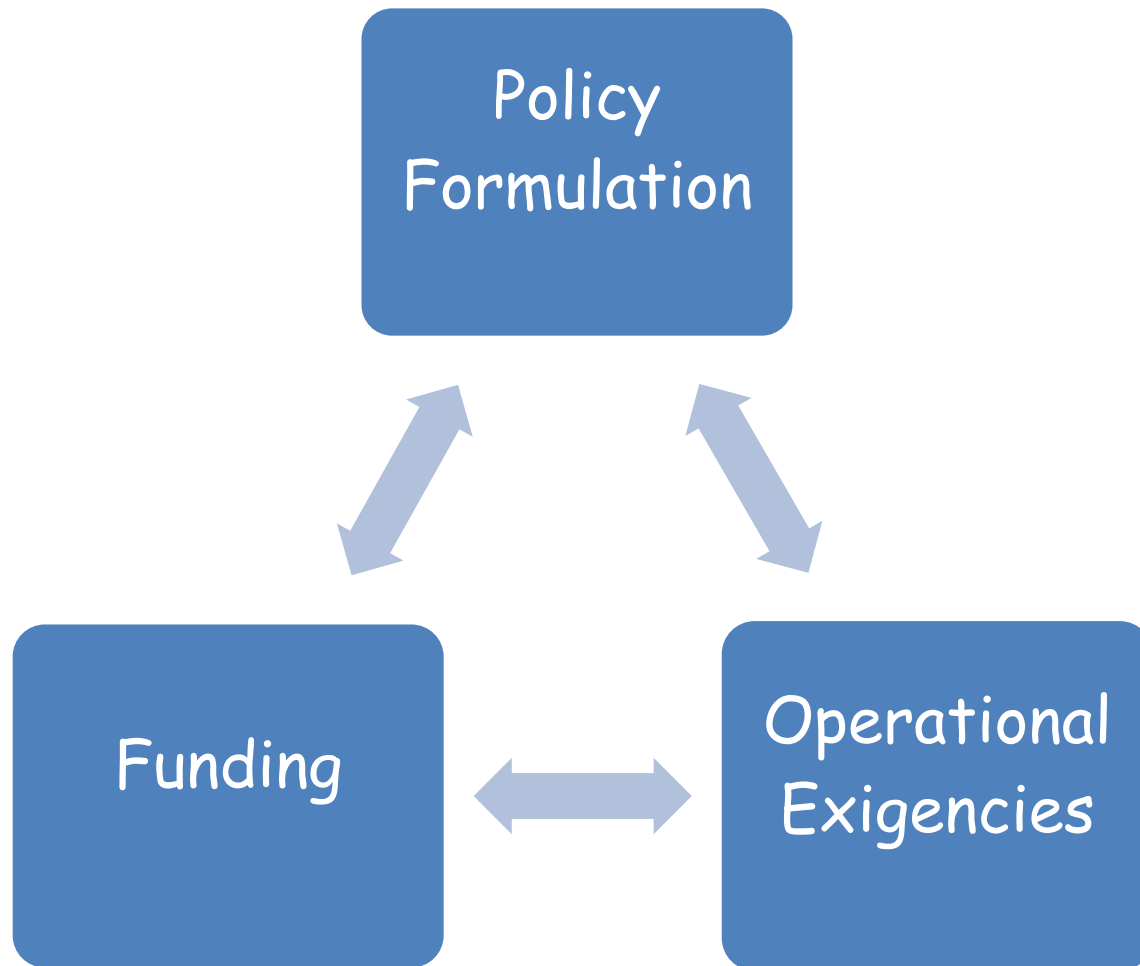 Policy
Formulation
Funding
Operational
Exigencies